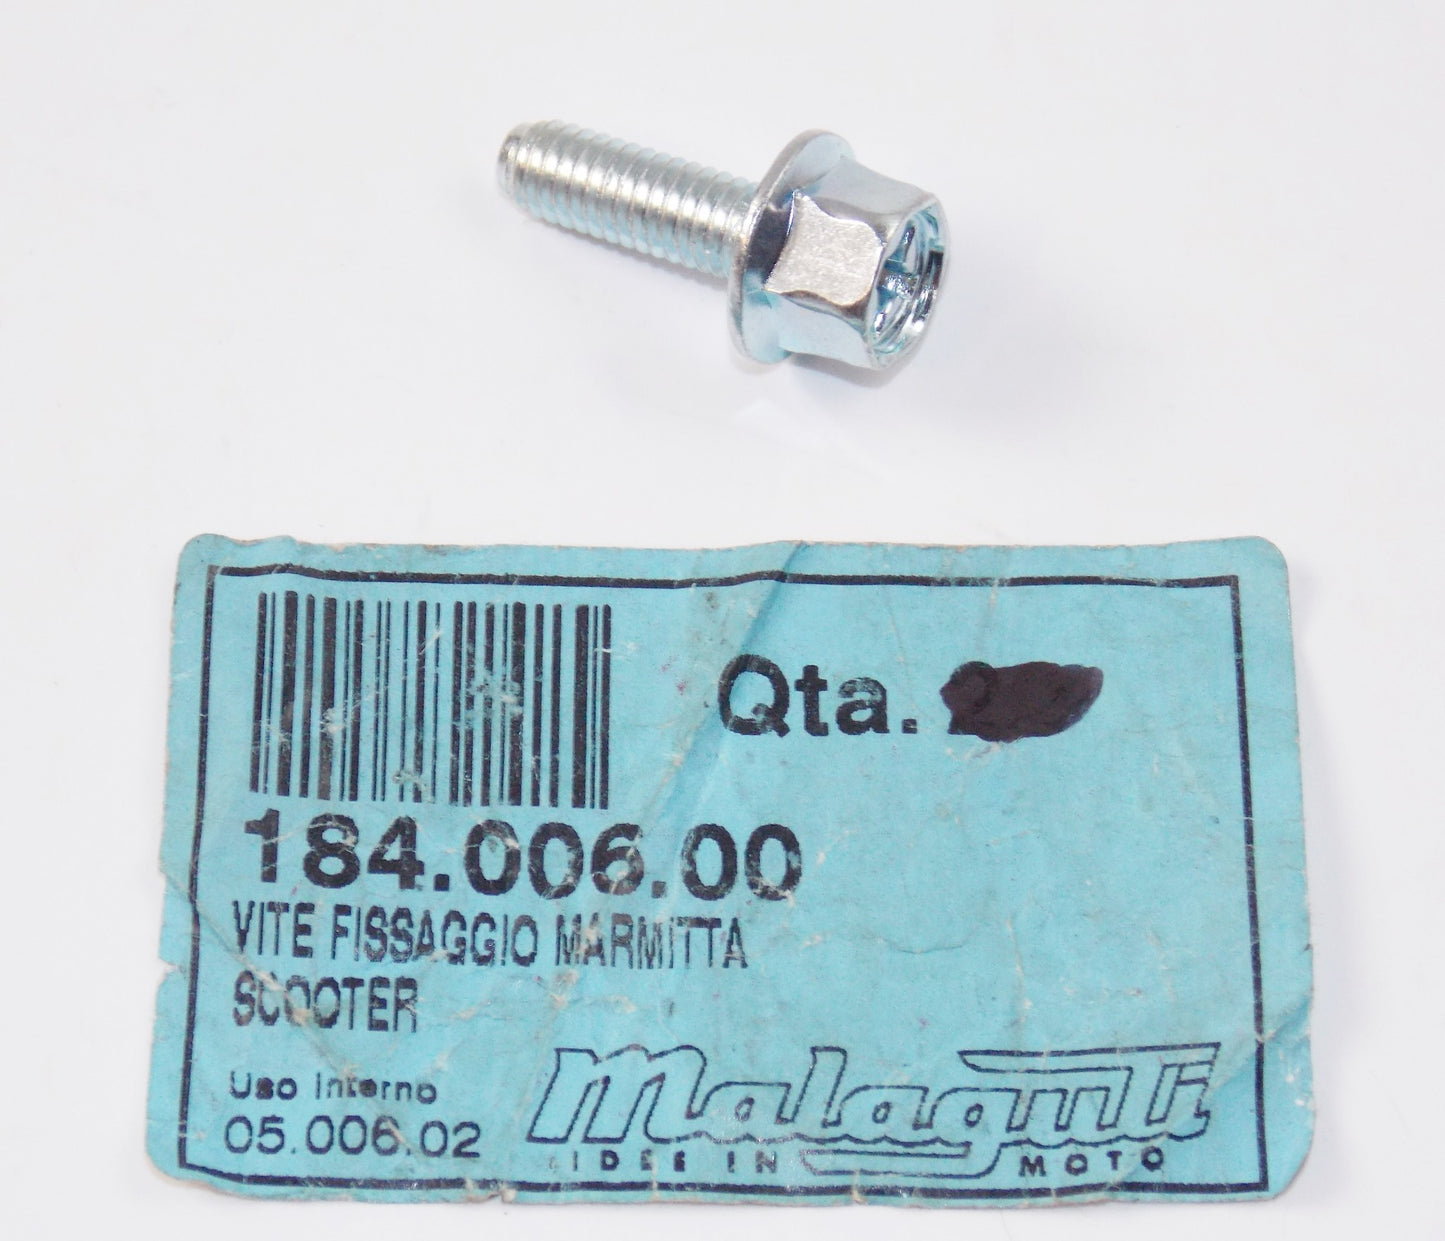 Qta.
184.006.00
VITE FISSAGGIO MARMITTA
SCOOTER
Uso Interno
05.006.02
malaguti
IDEE IN MOTO